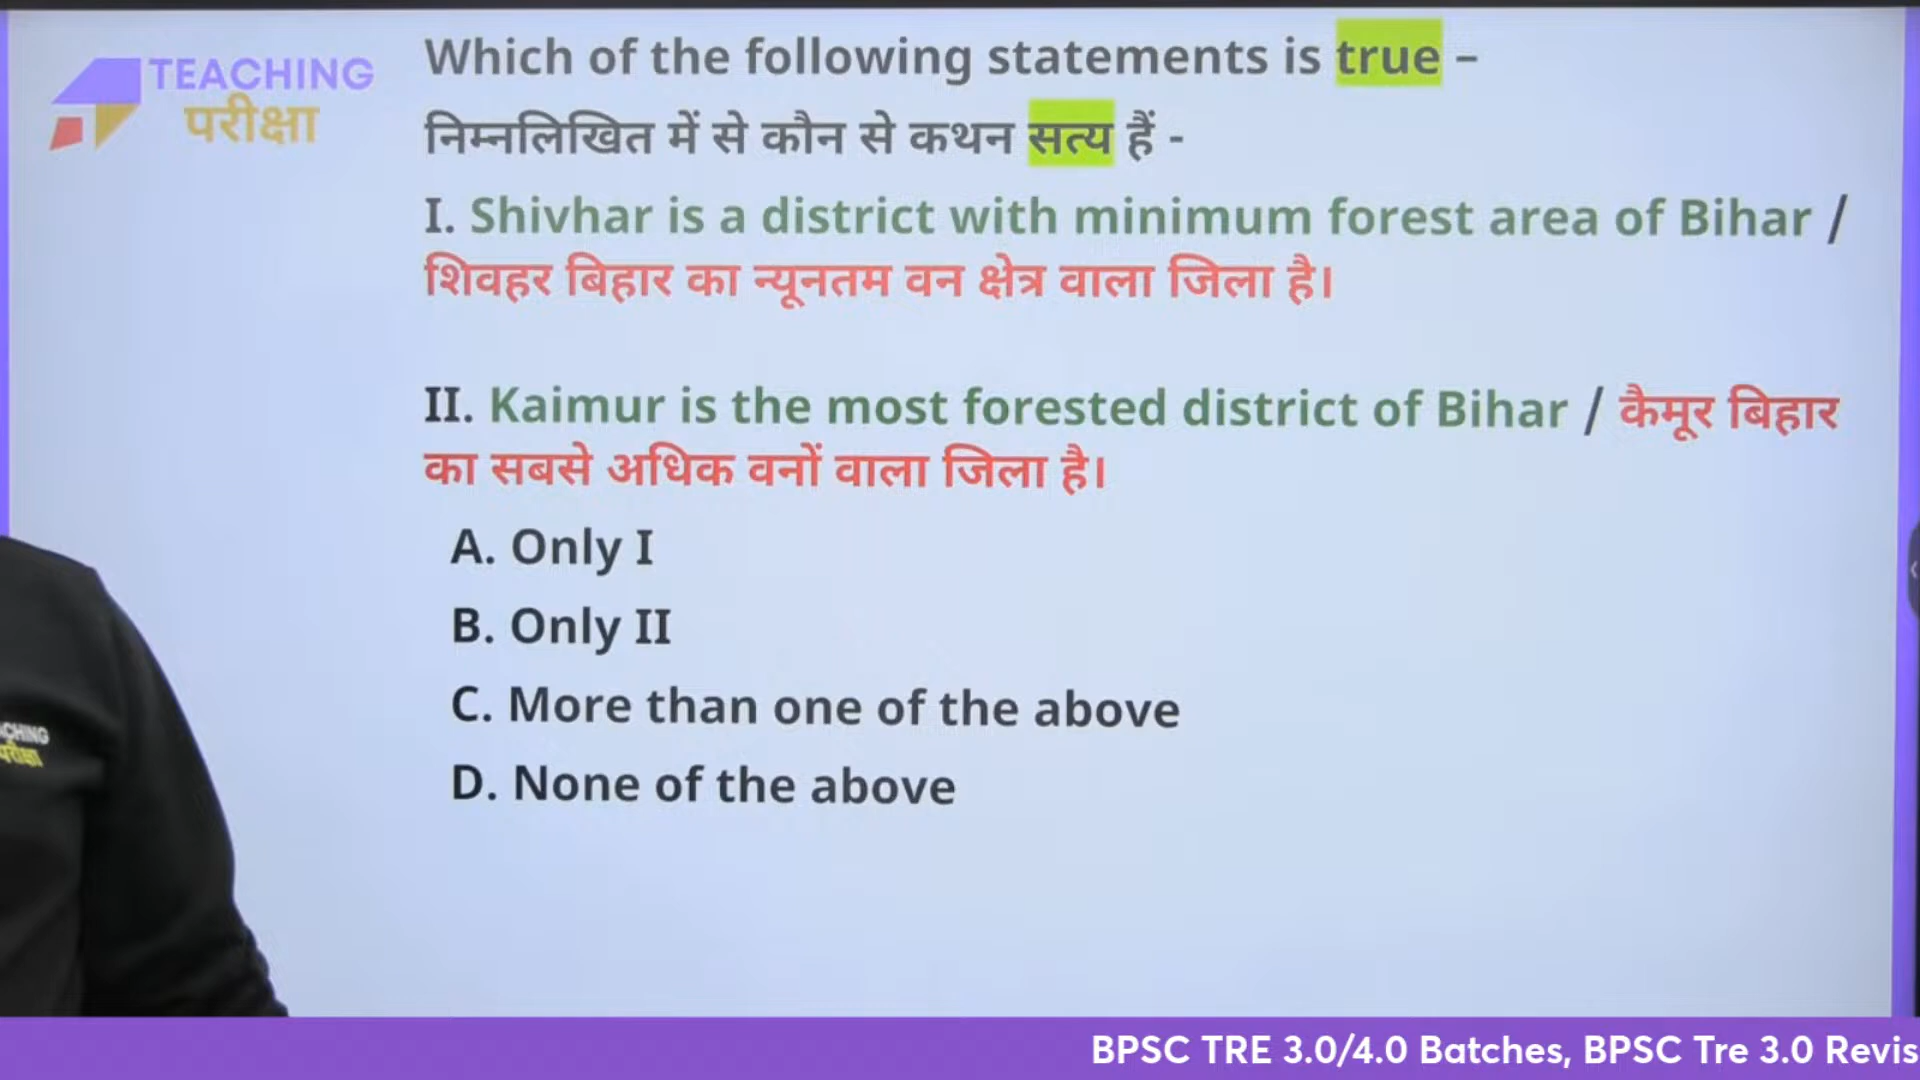 TEACHING
परीक्षा
Which of the following statements is true –
निम्नलिखित में से कौन से कथन सत्य हैं -
I. Shivhar is a district with minimum forest area of Bihar /
शिवहर बिहार का न्यूनतम वन क्षेत्र वाला जिला है।
II. Kaimur is the most forested district of Bihar / कैमूर बिहार
का सबसे अधिक वनों वाला जिला है।
A. Only I
B. Only II
C. More than one of the above
D. None of the above
ACHING
परीक्षा
BPSC TRE 3.0/4.0 Batches, BPSC Tre 3.0 Revis